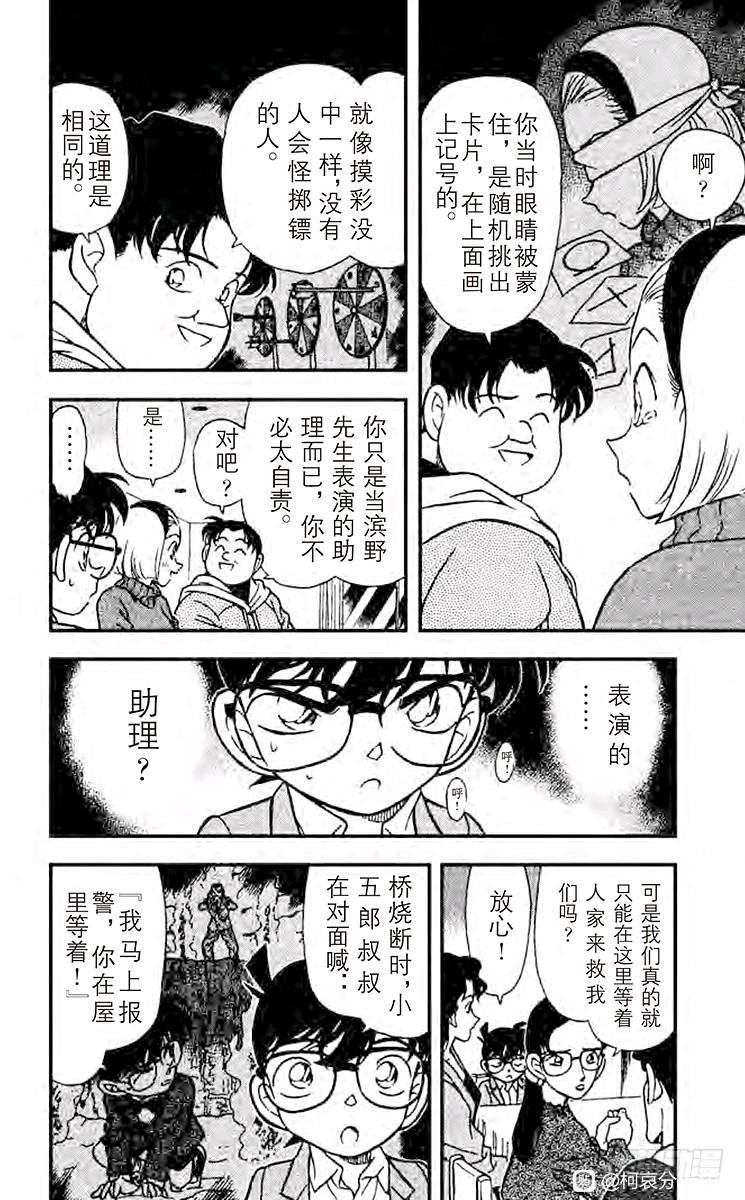 啊？
你当时眼睛被蒙
住，是随机挑出
卡片，在上面画
上记号的。
就像摸彩没
中一样，没有
人会怪掷镖
的人。
这道理是
相同的。
你只是当滨野
先生表演的助
理而已，你不
必太自责。
对吧？
是……
……
表演的
……
呼！
呼！
助理？
可是我们真的就
只能在这里等着
人家来救我
们吗？
放心！
桥烧断时，小
五郎叔叔
在对面喊：
『我马上报
警，你在屋
里等着！』
@柯哀分